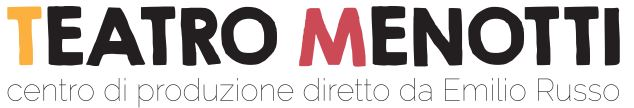 TEATRO MENOTTI
centro di produzione diretto da Emilio Russo